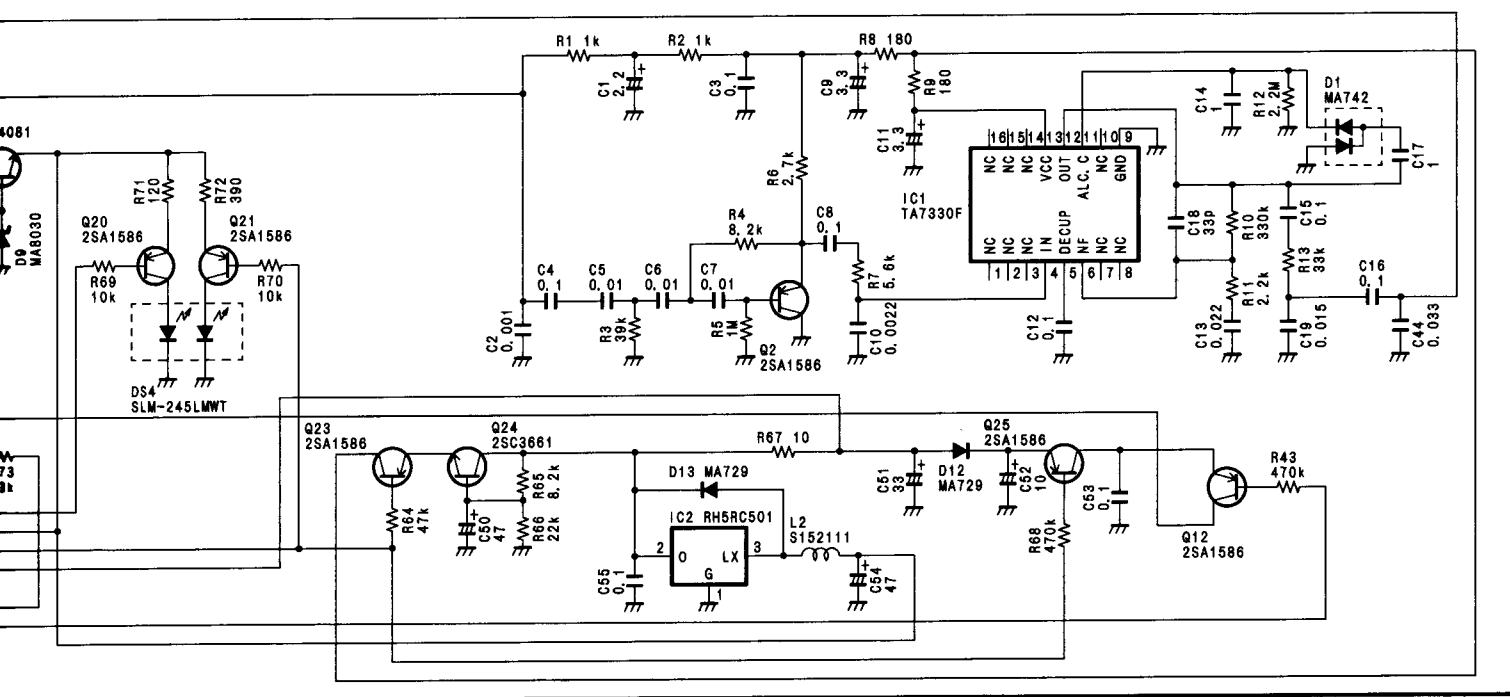 R1 1k
R2 1k
R8 180
C1
2.2
C3
0.1
C9
3.3
R9
180
C14
1
R12
2.2M
D1
MA742
4081
C11
3.3
16 15 14 13 12 11 10 9
NC NC NC VCC OUT ALC.C NC GND
C17
1
R71
120
R72
390
R6
2.7k
IC1
TA7330F
D9
MA8030
Q20
2SA1586
Q21
2SA1586
R4
8.2k
C8
0.1
C18
33p
R10
330k
C15
0.1
NC NC NC IN DECUP NF NC NC
1 2 3 4 5 6 7 8
R69
10k
R70
10k
C4
0.1
C5
0.01
C6
0.01
C7
0.01
R7
5.6k
R11
2.2k
R13
33k
C16
0.1
C2
0.001
R3
39k
R5
1M
Q2
2SA1586
C10
0.0022
C12
0.1
C13
0.022
C19
0.015
C44
0.033
DS4
SLM-245LMWT
Q23
2SA1586
Q24
2SC3661
R67 10
Q25
2SA1586
73
3k
R65
8.2k
D13 MA729
C51
33
D12
MA729
C52
10
C53
0.1
R43
470k
R64
47k
C50
47
R66
22k
IC2 RH5RC501
L2
S152111
R68
470k
Q12
2SA1586
2 O LX 3
G
1
C55
0.1
C54
47